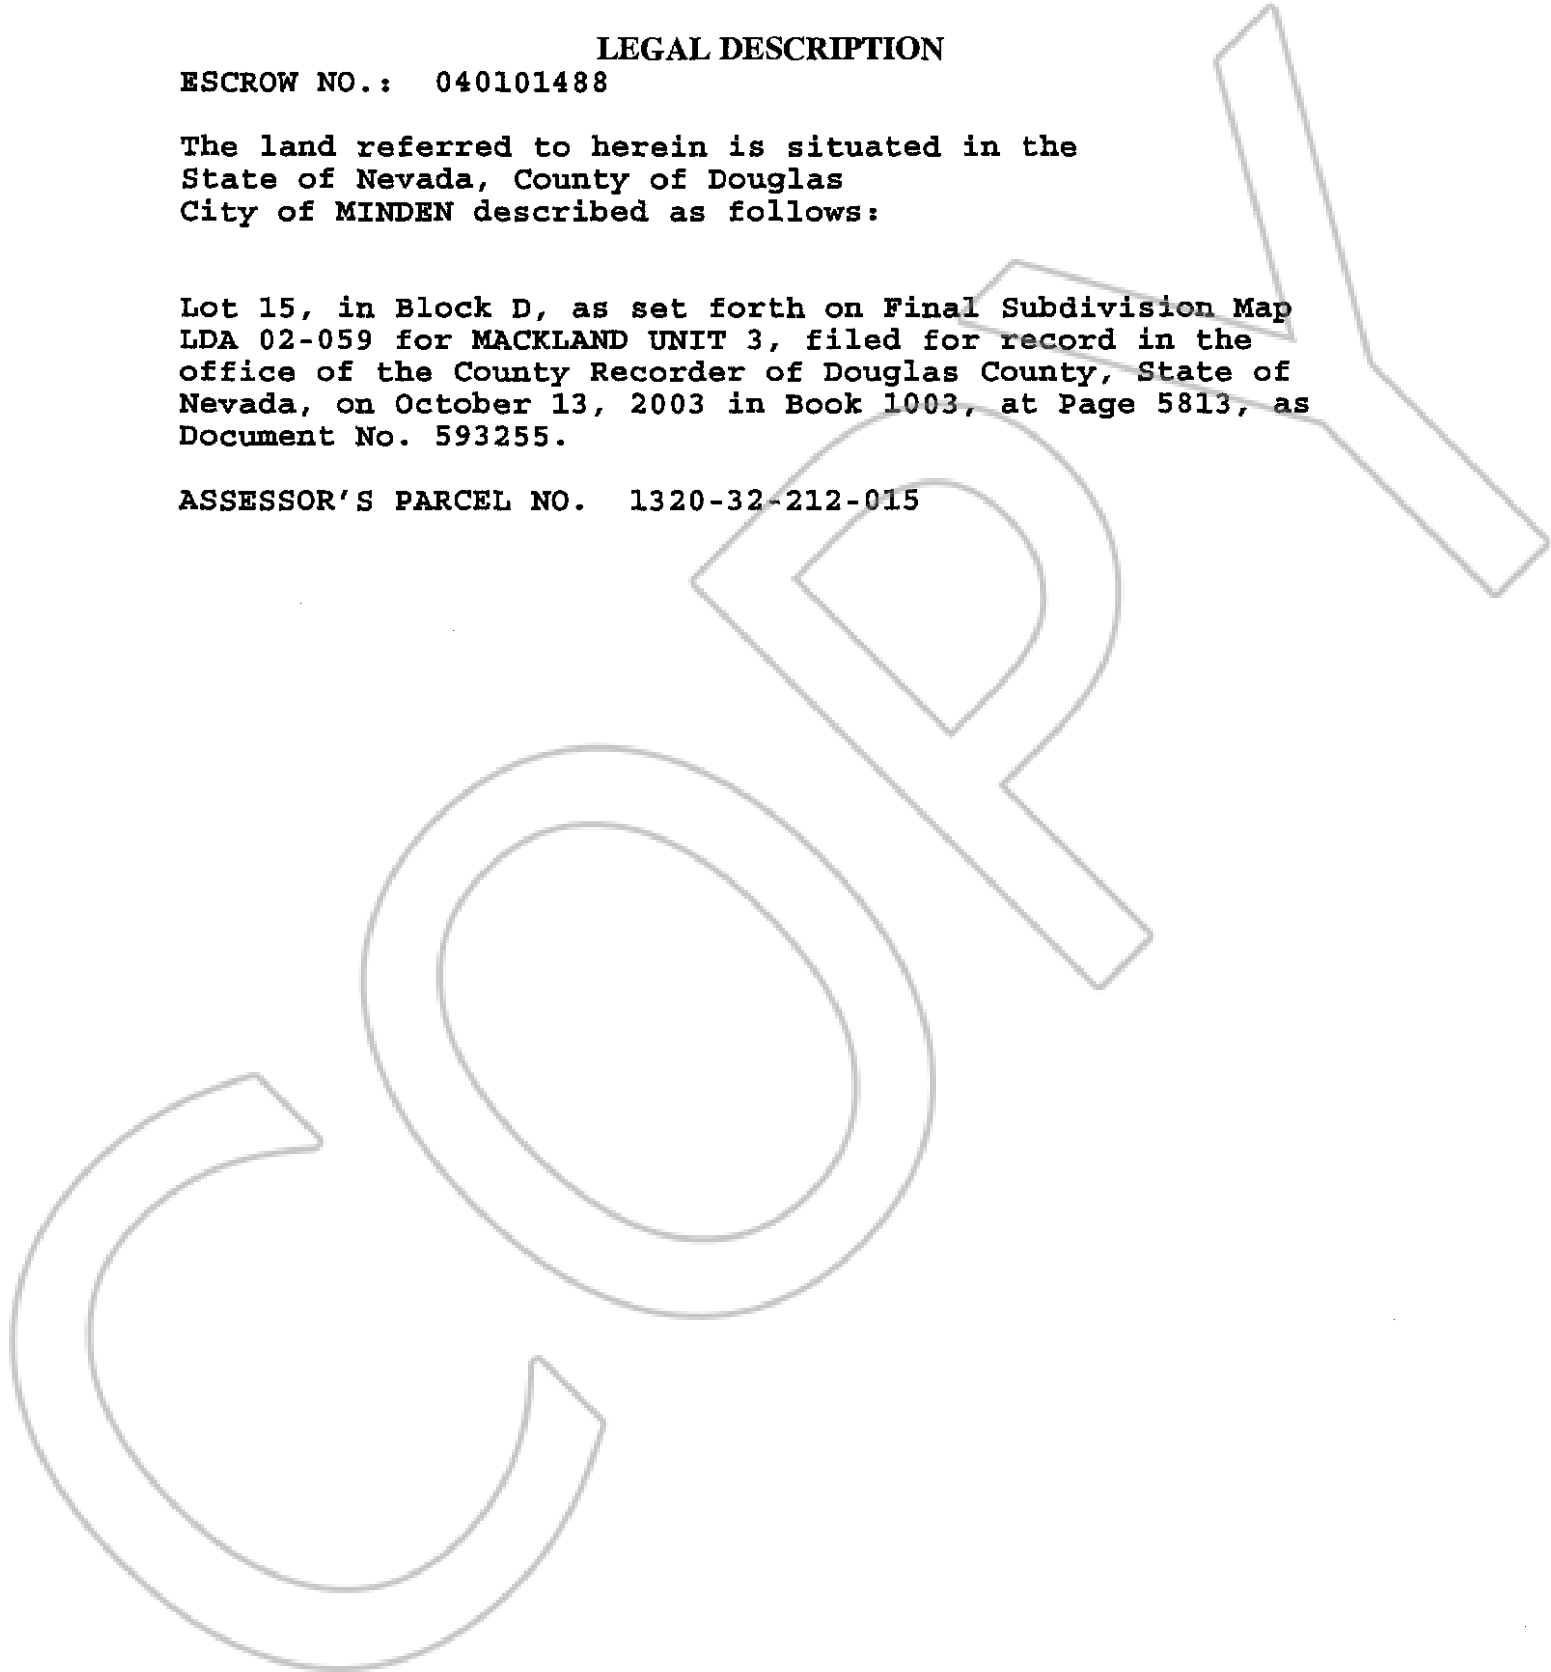 LEGAL DESCRIPTION
ESCROW NO.: 040101488
The land referred to herein is situated in the
State of Nevada, County of Douglas
City of MINDEN described as follows:
Lot 15, in Block D, as set forth on Final Subdivision Map
LDA 02-059 for MACKLAND UNIT 3, filed for record in the
office of the County Recorder of Douglas County, State of
Nevada, on October 13, 2003 in Book 1003, at Page 5813, as
Document No. 593255.
ASSESSOR'S PARCEL NO. 1320-32-212-015
COPY